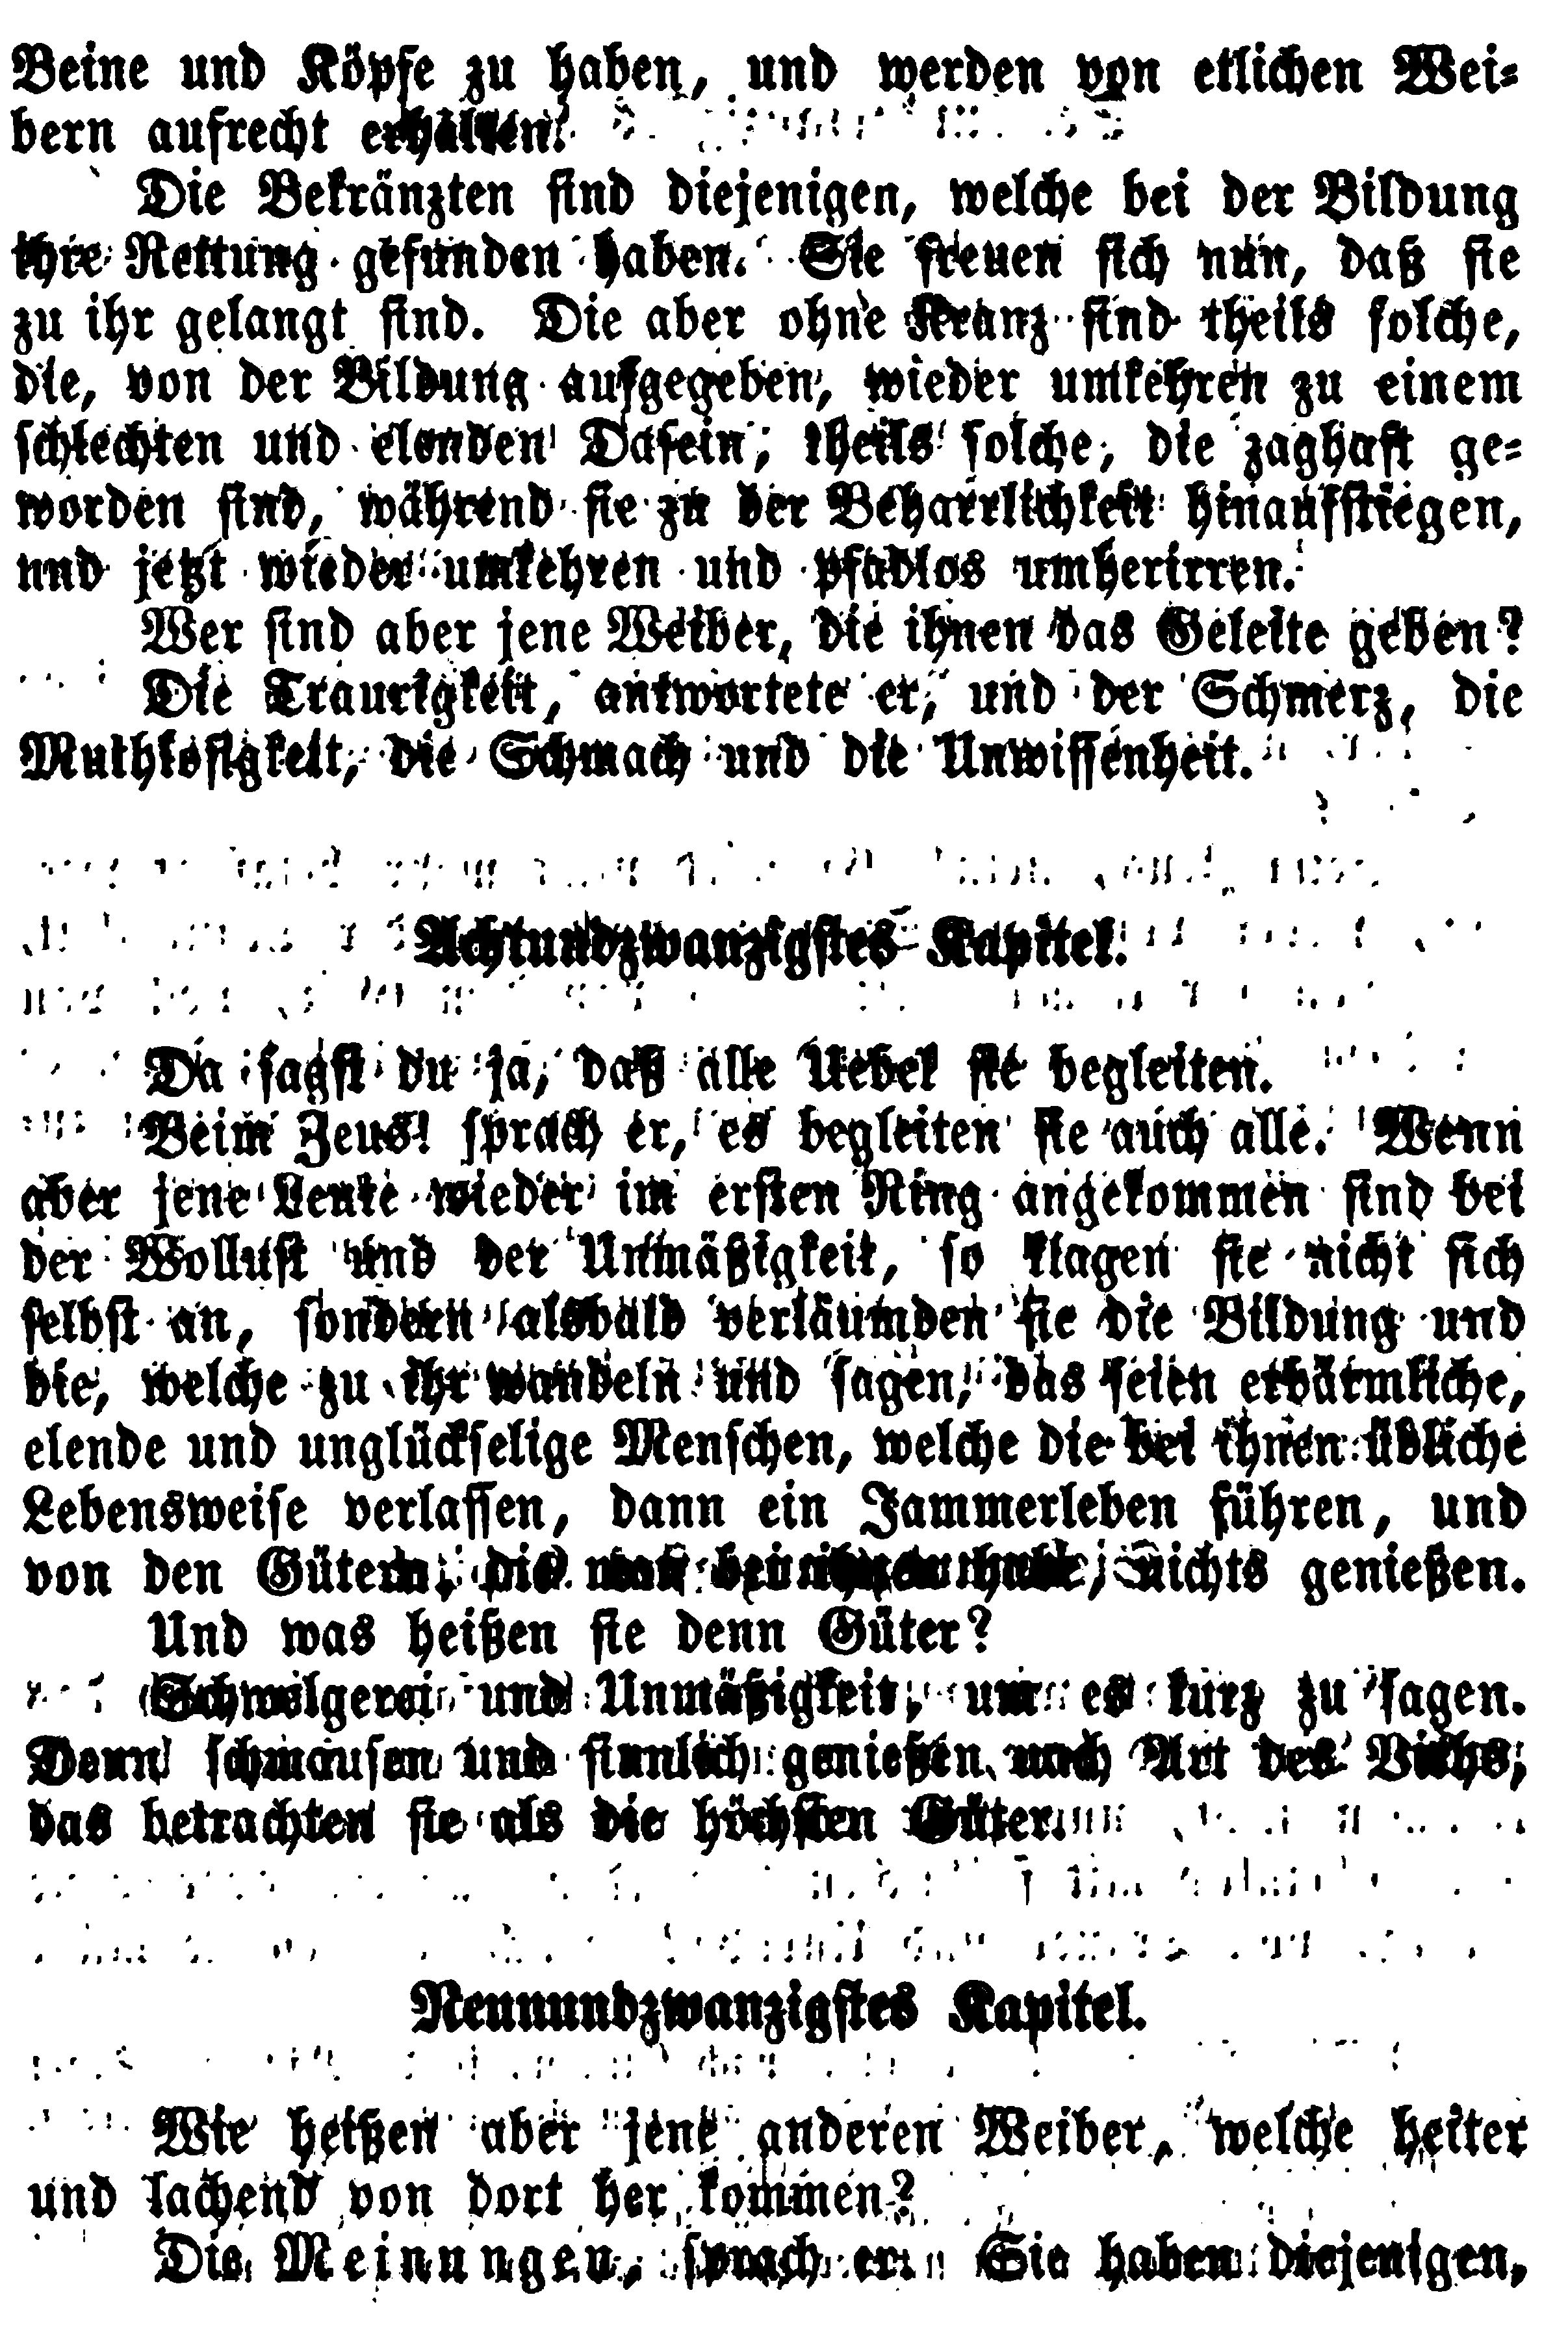 Beine und Köpfe zu haben, und werden von etlichen Wei-
bern aufrecht erhalten.
Die Bekränzten sind diejenigen, welche bei der Bildung
ihre Rettung gefunden haben. Sie freuen sich nun, daß sie
zu ihr gelangt sind. Die aber ohne Kranz sind theils solche,
die, von der Bildung aufgegeben, wieder umkehren zu einem
schlechten und elenden Dasein, theils solche, die zaghaft ge-
worden sind, während sie zu der Beharrlichkeit hinaufstiegen,
und jetzt wieder umkehren und pfadlos umherirren.
Wer sind aber jene Weiber, die ihnen das Geleite geben?
Die Traurigkeit, antwortete er, und der Schmerz, die
Muthlosigkeit, die Schmach und die Unwissenheit.
Achtundzwanzigstes Kapitel.
Da sagst du ja, daß alle Uebel sie begleiten.
Beim Zeus! sprach er, es begleiten sie auch alle. Wenn
aber jene Leute wieder im ersten Ring angekommen sind bei
der Wollust und der Unmäßigkeit, so klagen sie nicht sich
selbst an, sondern alsbald verläumden sie die Bildung und
die, welche zu ihr wandeln und sagen, das seien erbärmliche,
elende und unglückselige Menschen, welche die bei ihnen übliche
Lebensweise verlassen, dann ein Jammerleben führen, und
von den Gütern, die man bei ihnen habe, nichts genießen.
Und was heißen sie denn Güter?
Schwelgerei und Unmäßigkeit, um es kurz zu sagen.
Denn schmausen und sinnlich genießen nach Art des Viehs,
das betrachten sie als die höchsten Güter.
Neunundzwanzigstes Kapitel.
Wie heißen aber jene anderen Weiber, welche heiter
und lachend von dort her kommen?
Die Meinungen, sprach er. Sie haben diejenigen,